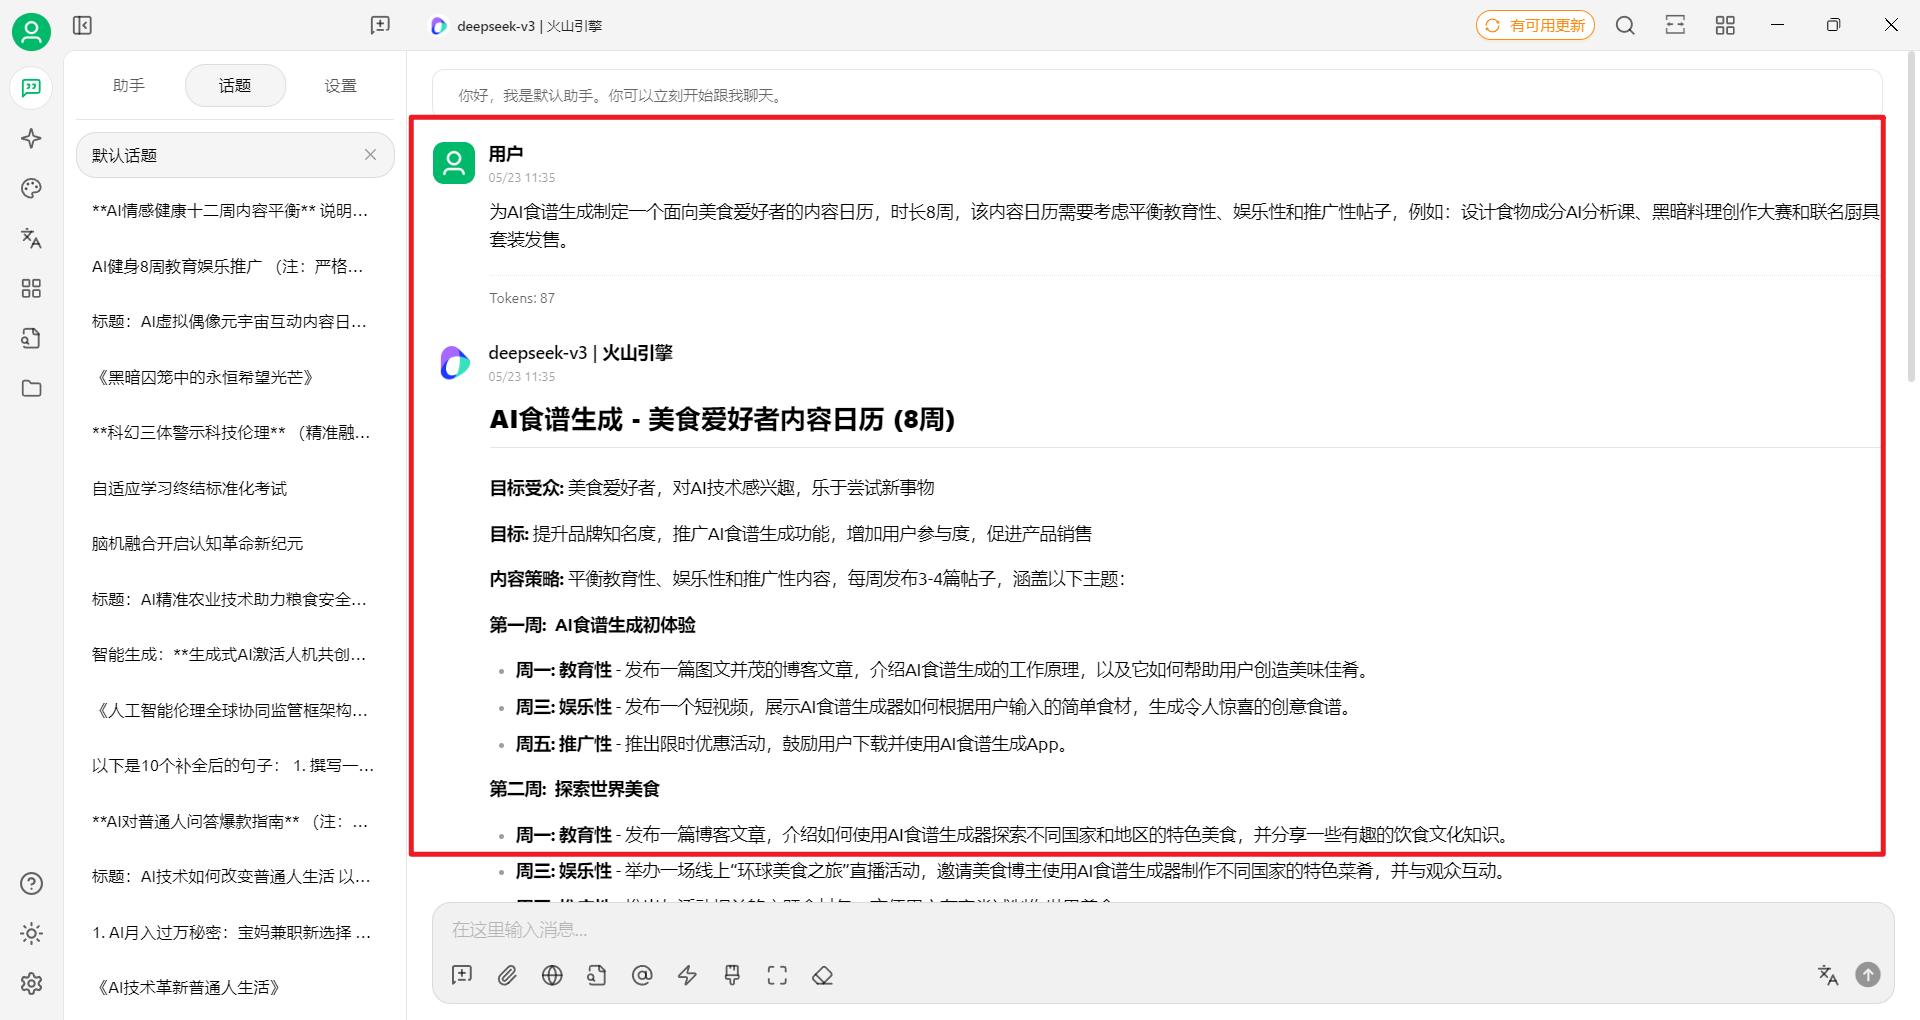 deepseek-v3 | 火山引擎
有可用更新
助手
话题
设置
默认话题
**AI情感健康十二周内容平衡** 说明...
AI健身8周教育娱乐推广 （注：严格...
标题：AI虚拟偶像元宇宙互动内容日...
《黑暗囚笼中的永恒希望光芒》
**科幻三体警示科技伦理** （精准融...
自适应学习终结标准化考试
脑机融合开启认知革命新纪元
标题：AI精准农业技术助力粮食安全...
智能生成：**生成式AI激活人机共创...
《人工智能伦理全球协同监管框架构...
以下是10个补全后的句子： 1. 撰写一...
**AI对普通人问答爆款指南** （注：...
标题：AI技术如何改变普通人生活 以...
1. AI月入过万秘密：宝妈兼职新选择 ...
《AI技术革新普通人生活》
你好，我是默认助手。你可以立刻开始跟我聊天。
用户
05/23 11:35
为AI食谱生成制定一个面向美食爱好者的内容日历，时长8周，该内容日历需要考虑平衡教育性、娱乐性和推广性帖子，例如：设计食物成分AI分析课、黑暗料理创作大赛和联名厨具
套装发售。
Tokens: 87
deepseek-v3 | 火山引擎
05/23 11:35
AI食谱生成 - 美食爱好者内容日历 (8周)
目标受众: 美食爱好者，对AI技术感兴趣，乐于尝试新事物
目标: 提升品牌知名度，推广AI食谱生成功能，增加用户参与度，促进产品销售
内容策略: 平衡教育性、娱乐性和推广性内容，每周发布3-4篇帖子，涵盖以下主题：
第一周: AI食谱生成初体验
• 周一: 教育性 - 发布一篇图文并茂的博客文章，介绍AI食谱生成的工作原理，以及它如何帮助用户创造美味佳肴。
• 周三: 娱乐性 - 发布一个短视频，展示AI食谱生成器如何根据用户输入的简单食材，生成令人惊喜的创意食谱。
• 周五: 推广性 - 推出限时优惠活动，鼓励用户下载并使用AI食谱生成App。
第二周: 探索世界美食
• 周一: 教育性 - 发布一篇博客文章，介绍如何使用AI食谱生成器探索不同国家和地区的特色美食，并分享一些有趣的饮食文化知识。
• 周三: 娱乐性 - 举办一场线上“环球美食之旅”直播活动，邀请美食博主使用AI食谱生成器制作不同国家的特色菜肴，并与观众互动。
在这里输入消息...